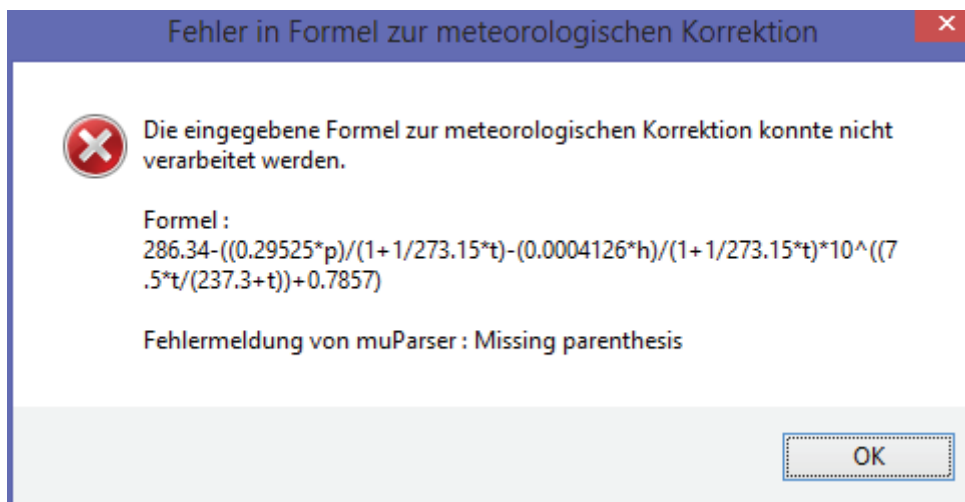 Fehler in Formel zur meteorologischen Korrektion
Die eingegebene Formel zur meteorologischen Korrektion konnte nicht
verarbeitet werden.
Formel :
286.34-((0.29525*p)/(1+1/273.15*t)-(0.0004126*h)/(1+1/273.15*t)*10^((7
.5*t/(237.3+t))+0.7857)
Fehlermeldung von muParser : Missing parenthesis
OK